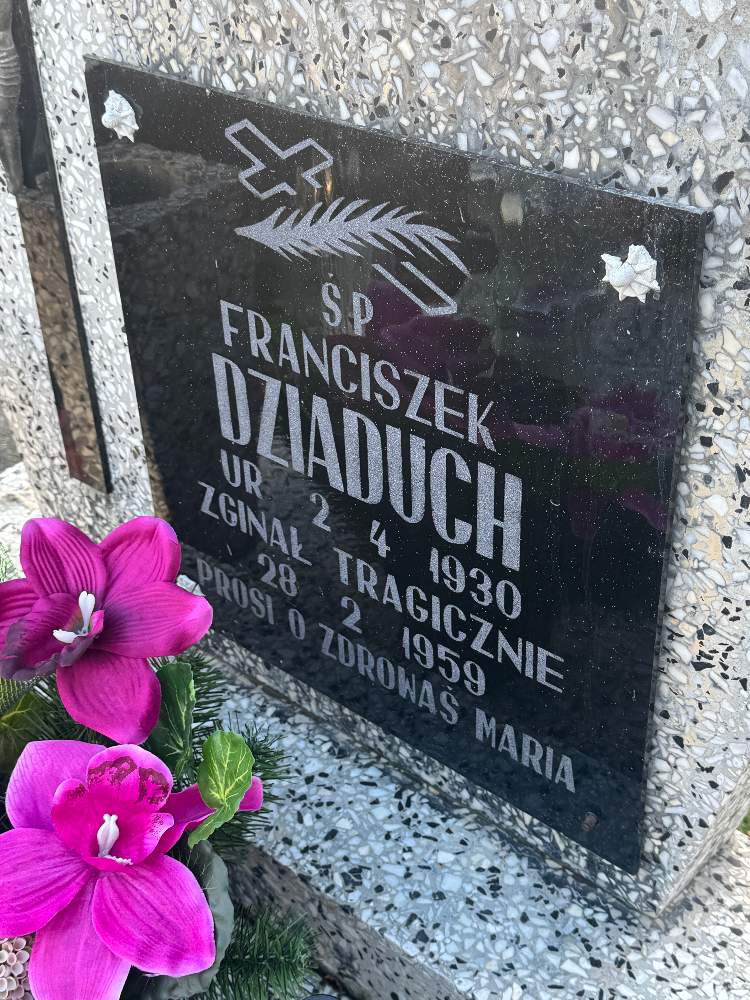 Ś.P
FRANCISZEK
DZIADUCH
UR 2 4 1930
ZGINAŁ TRAGICZNIE
28 2 1959
PROSI O ZDROWAŚ MARIA